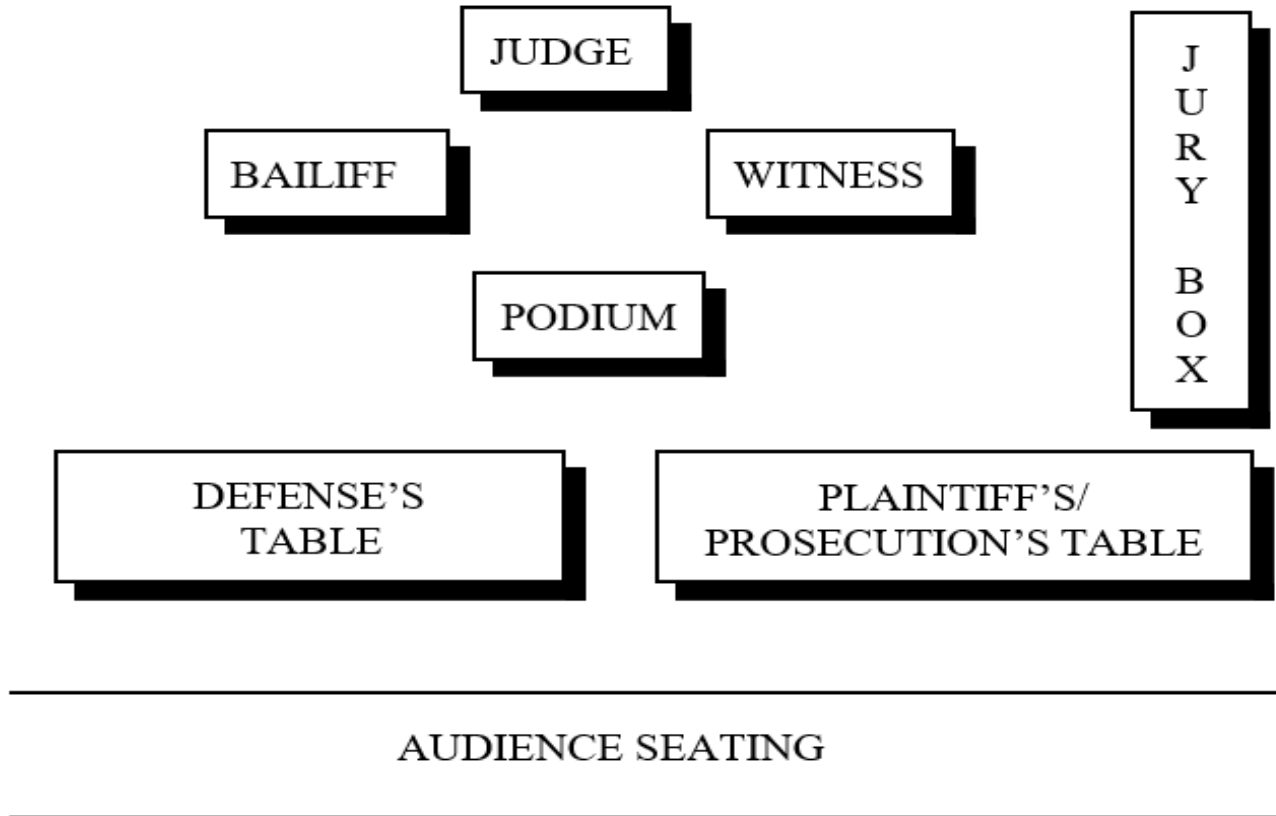 JUDGE
BAILIFF
WITNESS
PODIUM
J
U
R
Y
B
O
X
DEFENSE’S
TABLE
PLAINTIFF’S/
PROSECUTION’S TABLE
AUDIENCE SEATING